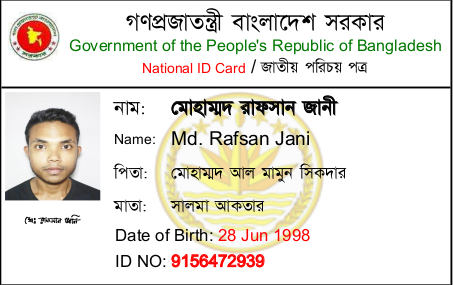 গণপ্রজাতন্ত্রী বাংলাদেশ সরকার
Government of the People's Republic of Bangladesh
National ID Card / জাতীয় পরিচয় পত্র
নাম: মোহাম্মদ রাফসান জানী
Name: Md. Rafsan Jani
পিতা: মোহাম্মদ আল মামুন সিকদার
মাতা: সালমা আকতার
Date of Birth: 28 Jun 1998
ID NO: 9156472939